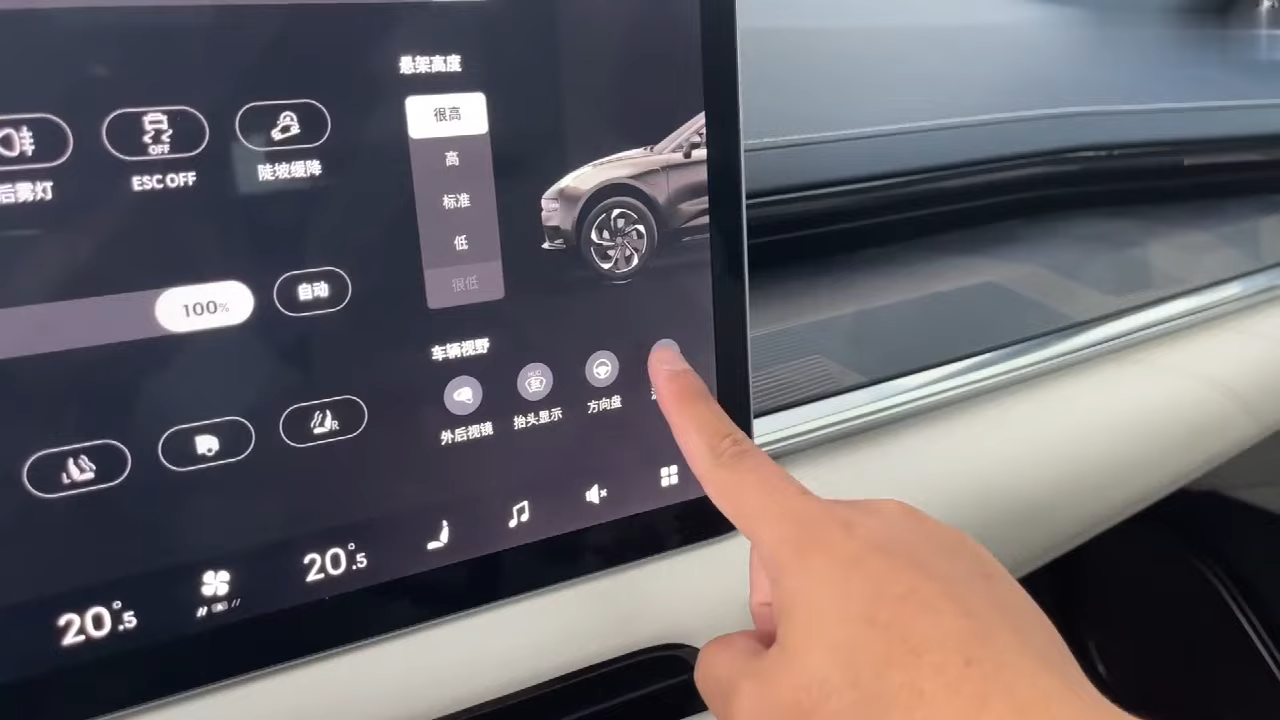 悬架高度
很高
高
标准
低
很低
后雾灯
OFF
ESC OFF
陡坡缓降
100%
自动
车辆视野
外后视镜
HUD
抬头显示
方向盘
R
20°.5
A
20°.5